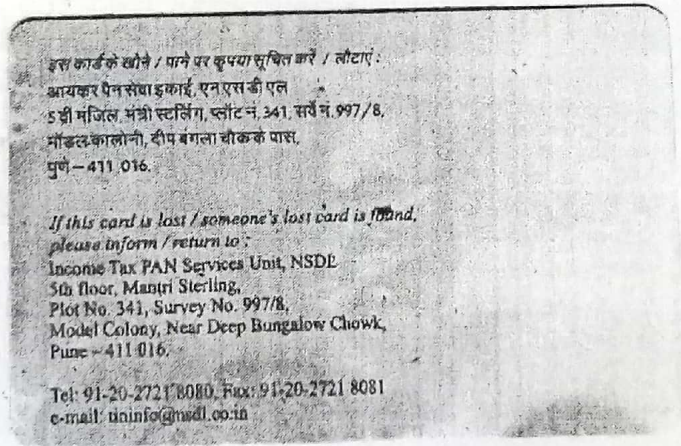 इस कार्ड के खोने / पाने पर कृपया सूचित करें / लौटाएं :
आयकर पैन सेवा इकाई, एन एस डी एल
5 वी मंजिल, मंत्री स्टर्लिंग, प्लॉट नं. 341, सर्वे नं. 997/8,
मॉडल कालोनी, दीप बंगला चौक के पास,
पुणे – 411 016.
If this card is lost / someone's lost card is found,
please inform / return to :
Income Tax PAN Services Unit, NSDL
5th floor, Mantri Sterling,
Plot No. 341, Survey No. 997/8,
Model Colony, Near Deep Bungalow Chowk,
Pune – 411 016.
Tel: 91-20-2721 8080, Fax: 91-20-2721 8081
e-mail: tininfo@nsdl.co.in